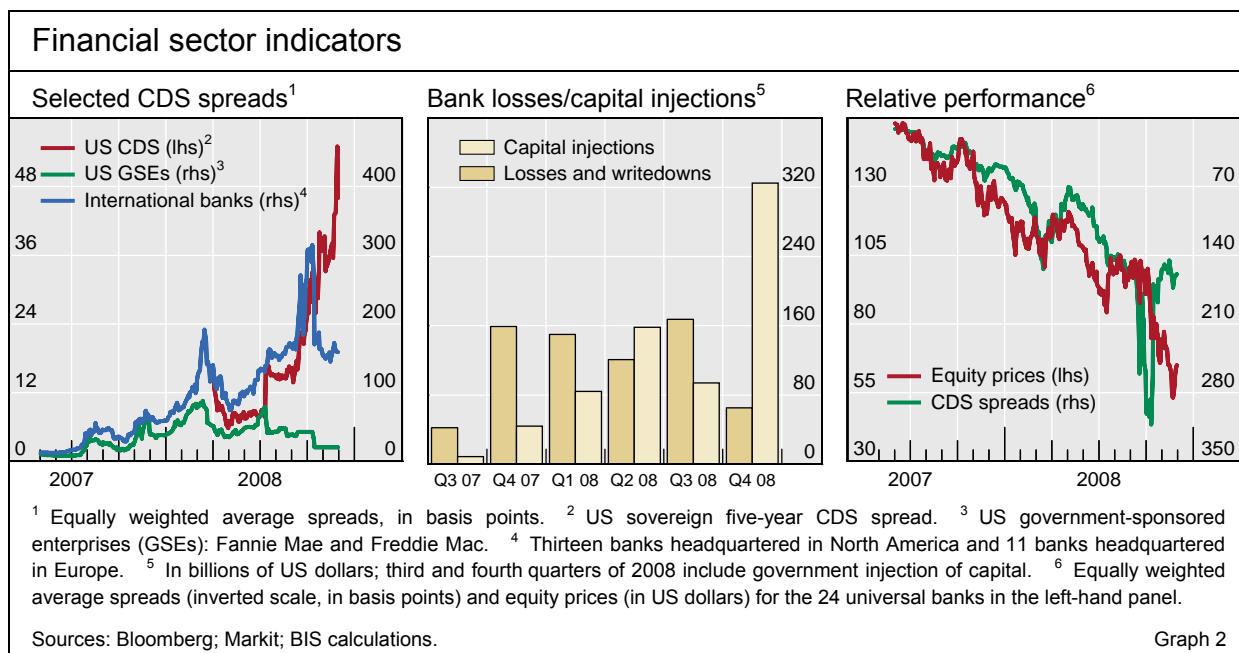 Financial sector indicators
Selected CDS spreads¹
US CDS (lhs)²
US GSEs (rhs)³
International banks (rhs)⁴
48
36
24
12
0
400
300
200
100
0
2007
2008
Bank losses/capital injections⁵
Capital injections
Losses and writedowns
320
240
160
80
0
Q3 07
Q4 07
Q1 08
Q2 08
Q3 08
Q4 08
Relative performance⁶
130
105
80
55
30
70
140
210
280
350
Equity prices (lhs)
CDS spreads (rhs)
2007
2008
¹ Equally weighted average spreads, in basis points. ² US sovereign five-year CDS spread. ³ US government-sponsored
enterprises (GSEs): Fannie Mae and Freddie Mac. ⁴ Thirteen banks headquartered in North America and 11 banks headquartered
in Europe. ⁵ In billions of US dollars; third and fourth quarters of 2008 include government injection of capital. ⁶ Equally weighted
average spreads (inverted scale, in basis points) and equity prices (in US dollars) for the 24 universal banks in the left-hand panel.
Sources: Bloomberg; Markit; BIS calculations.
Graph 2